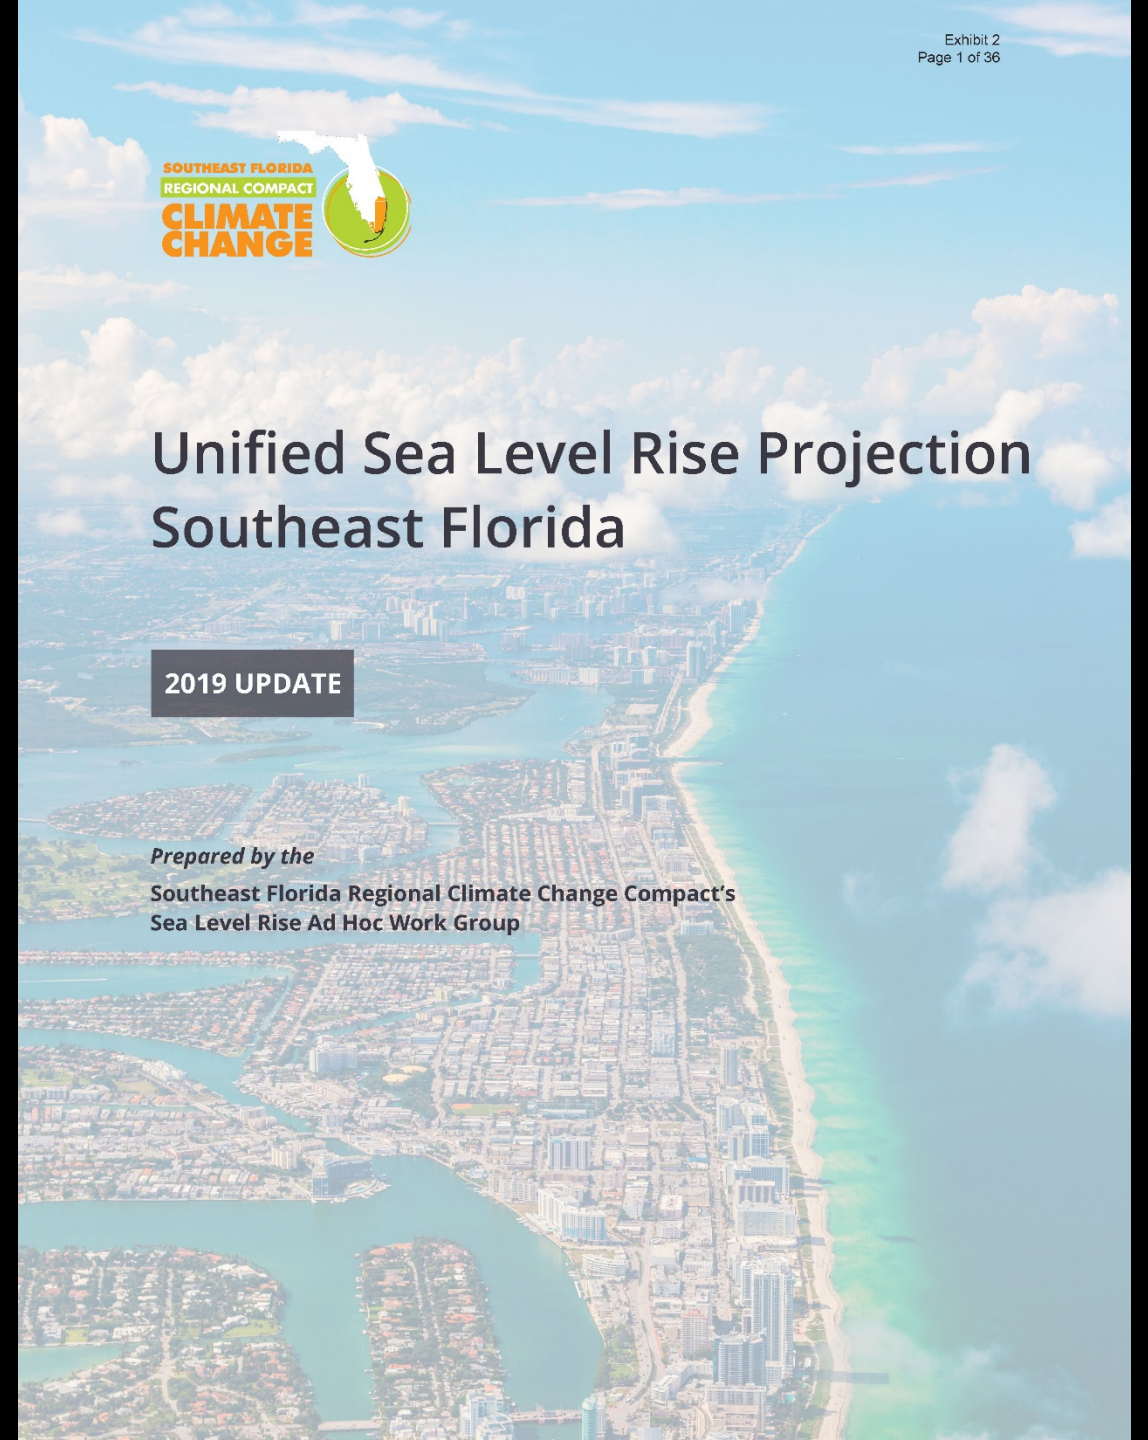 Exhibit 2
Page 1 of 36
SOUTHEAST FLORIDA
REGIONAL COMPACT
CLIMATE
CHANGE
Unified Sea Level Rise Projection
Southeast Florida
2019 UPDATE
Prepared by the
Southeast Florida Regional Climate Change Compact's
Sea Level Rise Ad Hoc Work Group